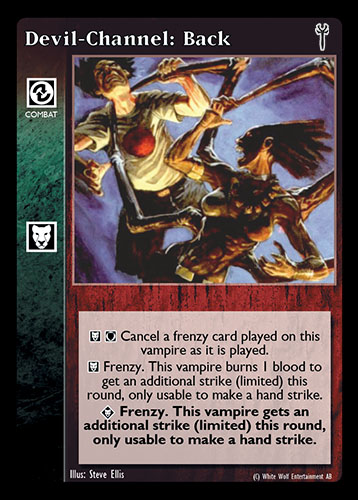 Devil-Channel: Back
COMBAT
Cancel a frenzy card played on this
vampire as it is played.
Frenzy. This vampire burns 1 blood to
get an additional strike (limited) this
round, only usable to make a hand strike.
Frenzy. This vampire gets an
additional strike (limited) this round,
only usable to make a hand strike.
Illus: Steve Ellis
(C) White Wolf Entertainment AB